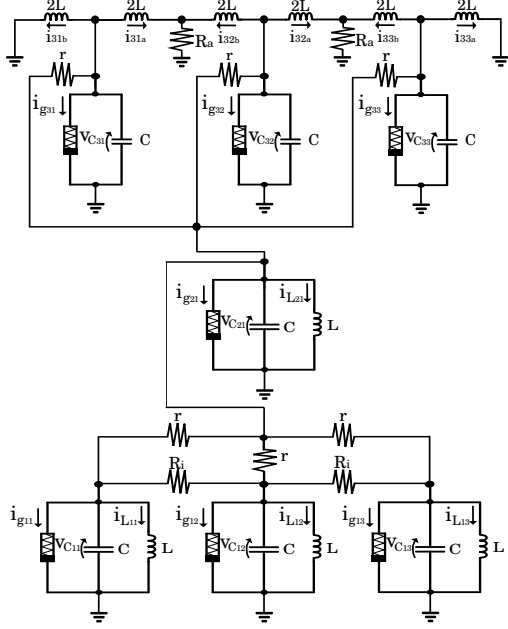 2L 2L 2L 2L 2L 2L
i31b i31a Ra i32b i32a Ra i33b i33a
r r r
ig31 vC31 C ig32 vC32 C ig33 vC33 C
ig21 vC21 C iL21 L
r r
Ri r Ri
ig11 vC11 C iL11 L ig12 vC12 C iL12 L ig13 vC13 C iL13 L